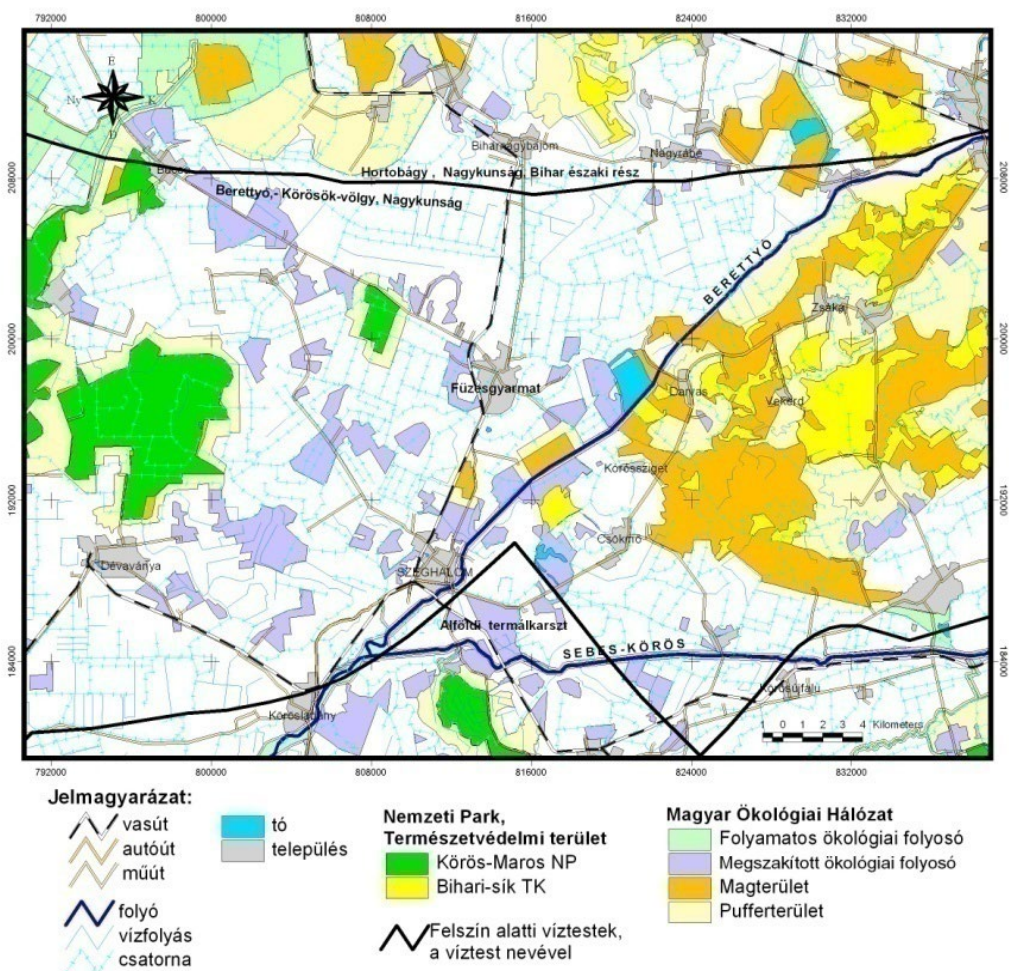 792000 800000 808000 816000 824000 832000
É
Ny K
D
208000 208000
Biharnagybajom
Nagyrábé
Hortobágy , Nagykunság, Bihar északi rész
Berettyó,- Körösök-völgy, Nagykunság
BERETTYÓ
Zsáka
200000 200000
Füzesgyarmat
Darvas
Vekerd
Körössziget
192000 192000
Csökmő
Dévaványa
SZEGHALOM
Alföldi termálkarszt
SEBES-KÖRÖS
184000 184000
Körösújfalu
Körösladány
1 0 1 2 3 4 Kilometers
792000 800000 808000 816000 824000 832000
Jelmagyarázat:
vasút
autóút
műút
folyó
vízfolyás
csatorna
tó
település
Nemzeti Park,
Természetvédelmi terület
Körös-Maros NP
Bihari-sík TK
Felszín alatti víztestek,
a víztest nevével
Magyar Ökológiai Hálózat
Folyamatos ökológiai folyosó
Megszakított ökológiai folyosó
Magterület
Pufferterület